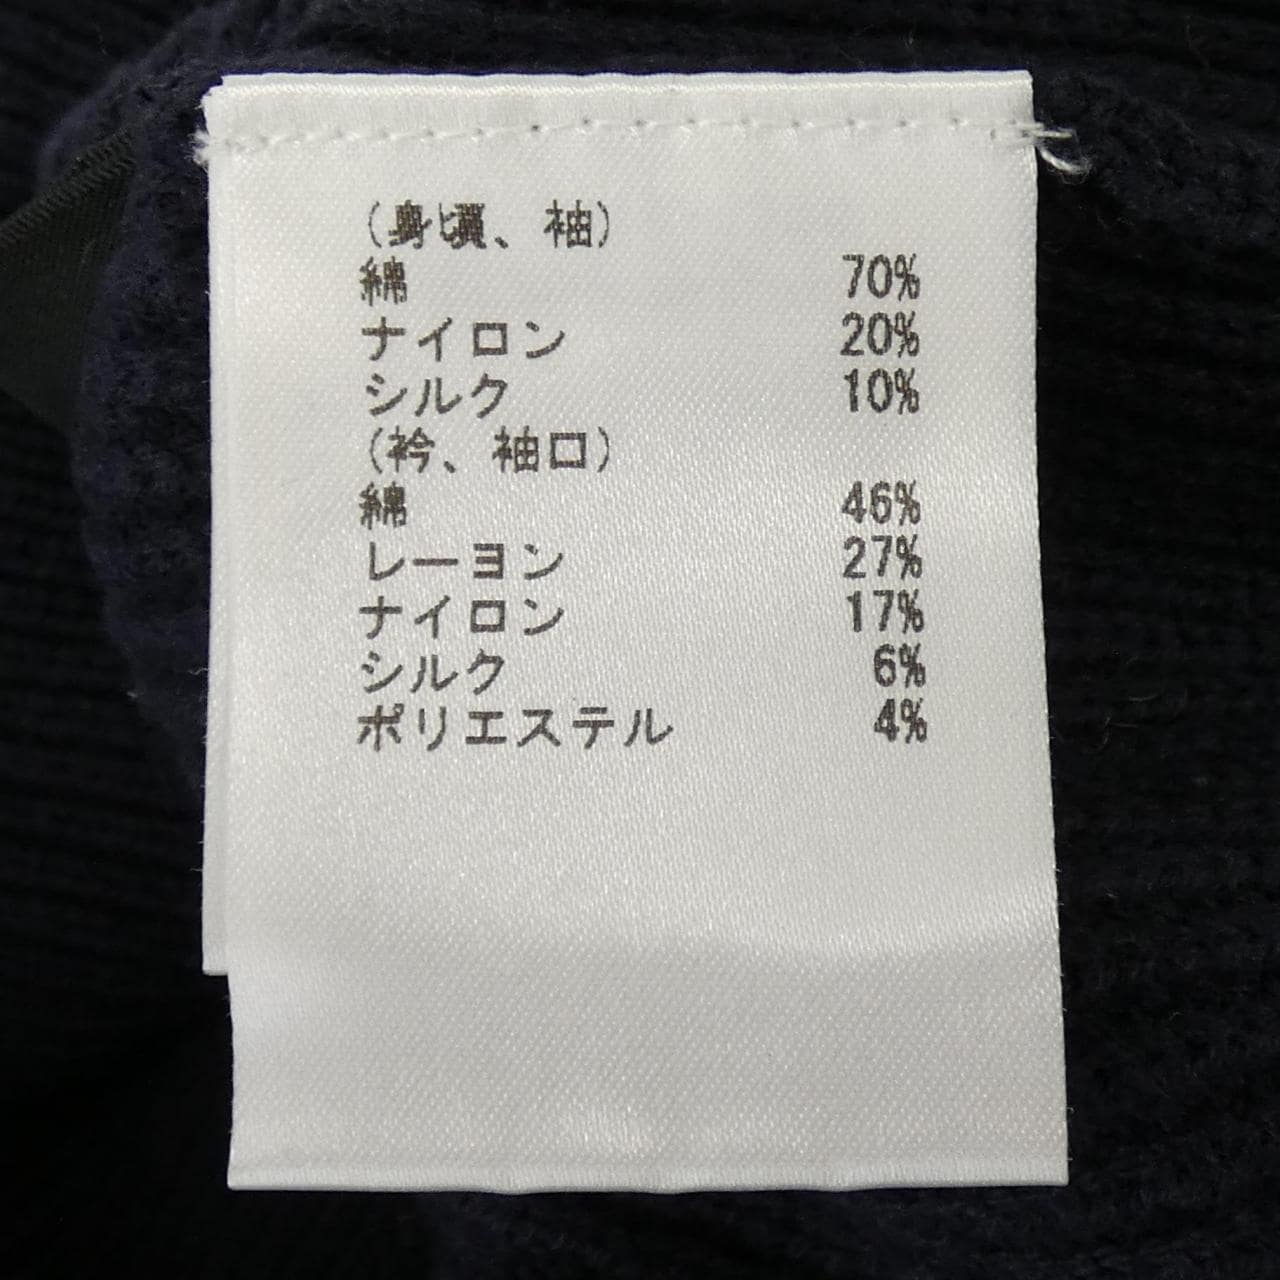 (身頃、袖)
綿 70%
ナイロン 20%
シルク 10%
(衿、袖口)
綿 46%
レーヨン 27%
ナイロン 17%
シルク 6%
ポリエステル 4%